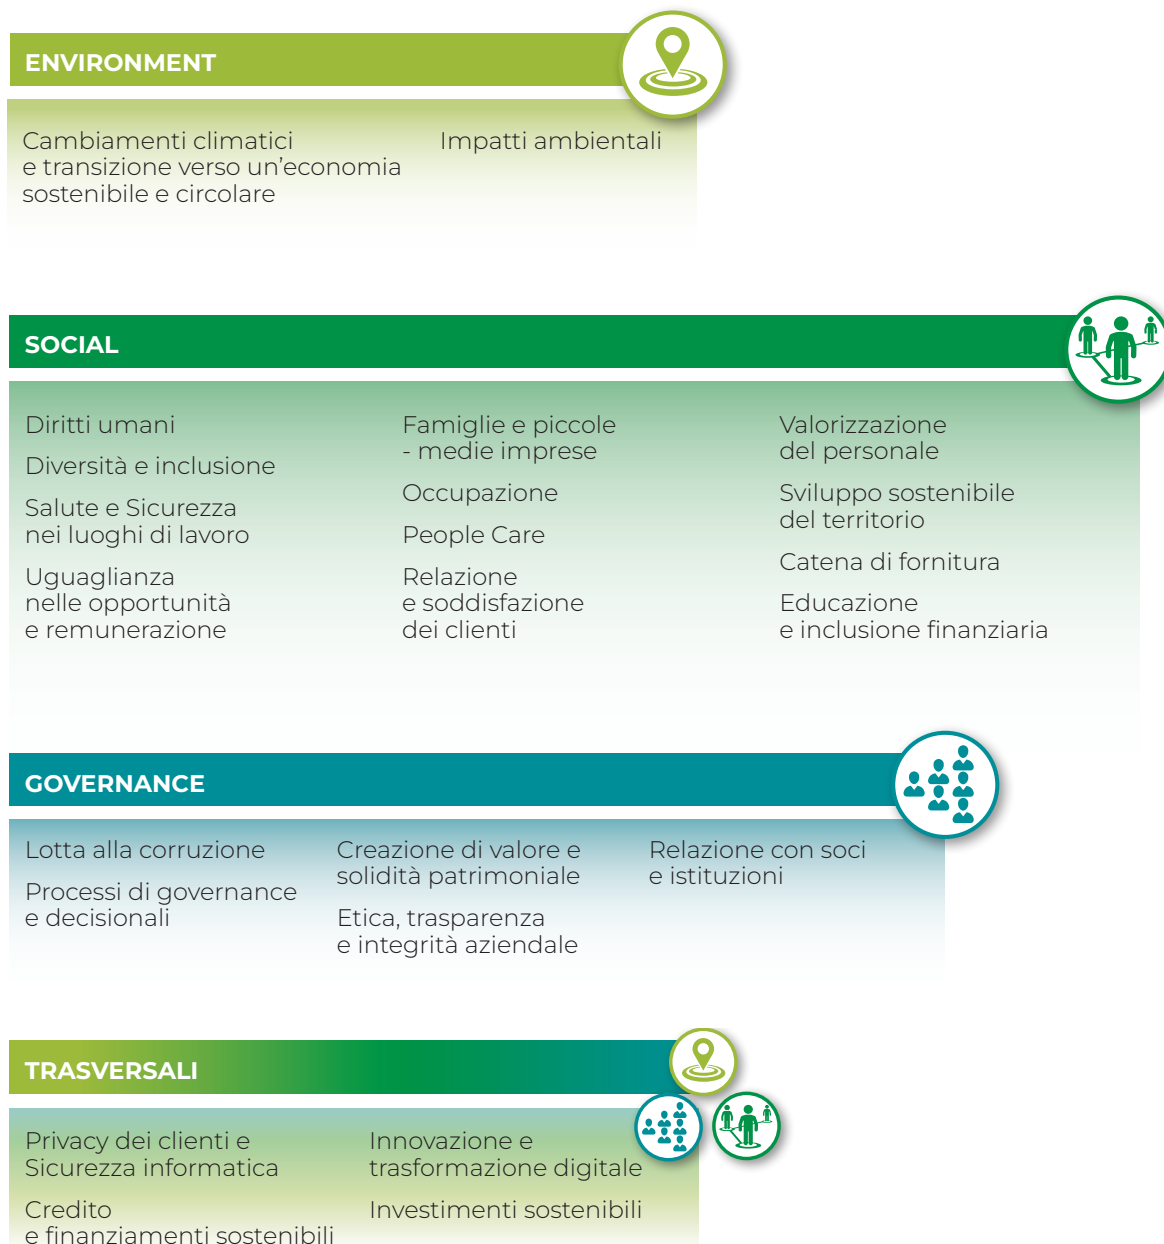 ENVIRONMENT
Cambiamenti climatici
e transizione verso un’economia
sostenibile e circolare
Impatti ambientali
SOCIAL
Diritti umani
Diversità e inclusione
Salute e Sicurezza
nei luoghi di lavoro
Uguaglianza
nelle opportunità
e remunerazione
Famiglie e piccole
- medie imprese
Occupazione
People Care
Relazione
e soddisfazione
dei clienti
Valorizzazione
del personale
Sviluppo sostenibile
del territorio
Catena di fornitura
Educazione
e inclusione finanziaria
GOVERNANCE
Lotta alla corruzione
Processi di governance
e decisionali
Creazione di valore e
solidità patrimoniale
Etica, trasparenza
e integrità aziendale
Relazione con soci
e istituzioni
TRASVERSALI
Privacy dei clienti e
Sicurezza informatica
Credito
e finanziamenti sostenibili
Innovazione e
trasformazione digitale
Investimenti sostenibili